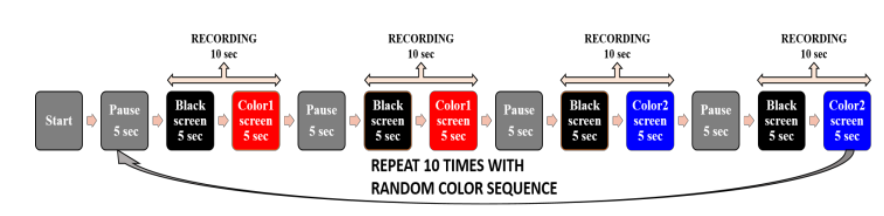 RECORDING
10 sec
RECORDING
10 sec
RECORDING
10 sec
RECORDING
10 sec
Start
Pause
5 sec
Black
screen
5 sec
Color1
screen
5 sec
Pause
5 sec
Black
screen
5 sec
Color1
screen
5 sec
Pause
5 sec
Black
screen
5 sec
Color2
screen
5 sec
Pause
5 sec
Black
screen
5 sec
Color2
screen
5 sec
REPEAT 10 TIMES WITH
RANDOM COLOR SEQUENCE